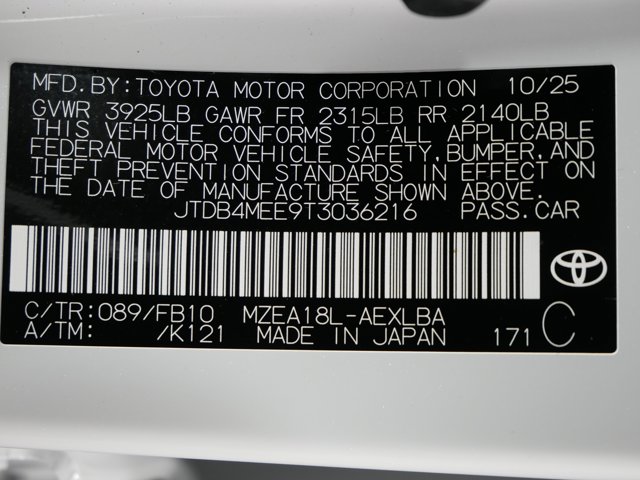 MFD.BY:TOYOTA MOTOR CORPORATION 10/25
GVWR 3925LB GAWR FR 2315LB RR 2140LB
THIS VEHICLE CONFORMS TO ALL APPLICABLE
FEDERAL MOTOR VEHICLE SAFETY,BUMPER,AND
THEFT PREVENTION STANDARDS IN EFFECT ON
THE DATE OF MANUFACTURE SHOWN ABOVE.
JTDB4MEE9T3036216 PASS.CAR
C/TR:089/FB10 MZEA18L-AEXLBA
A/TM: /K121 MADE IN JAPAN 171 C